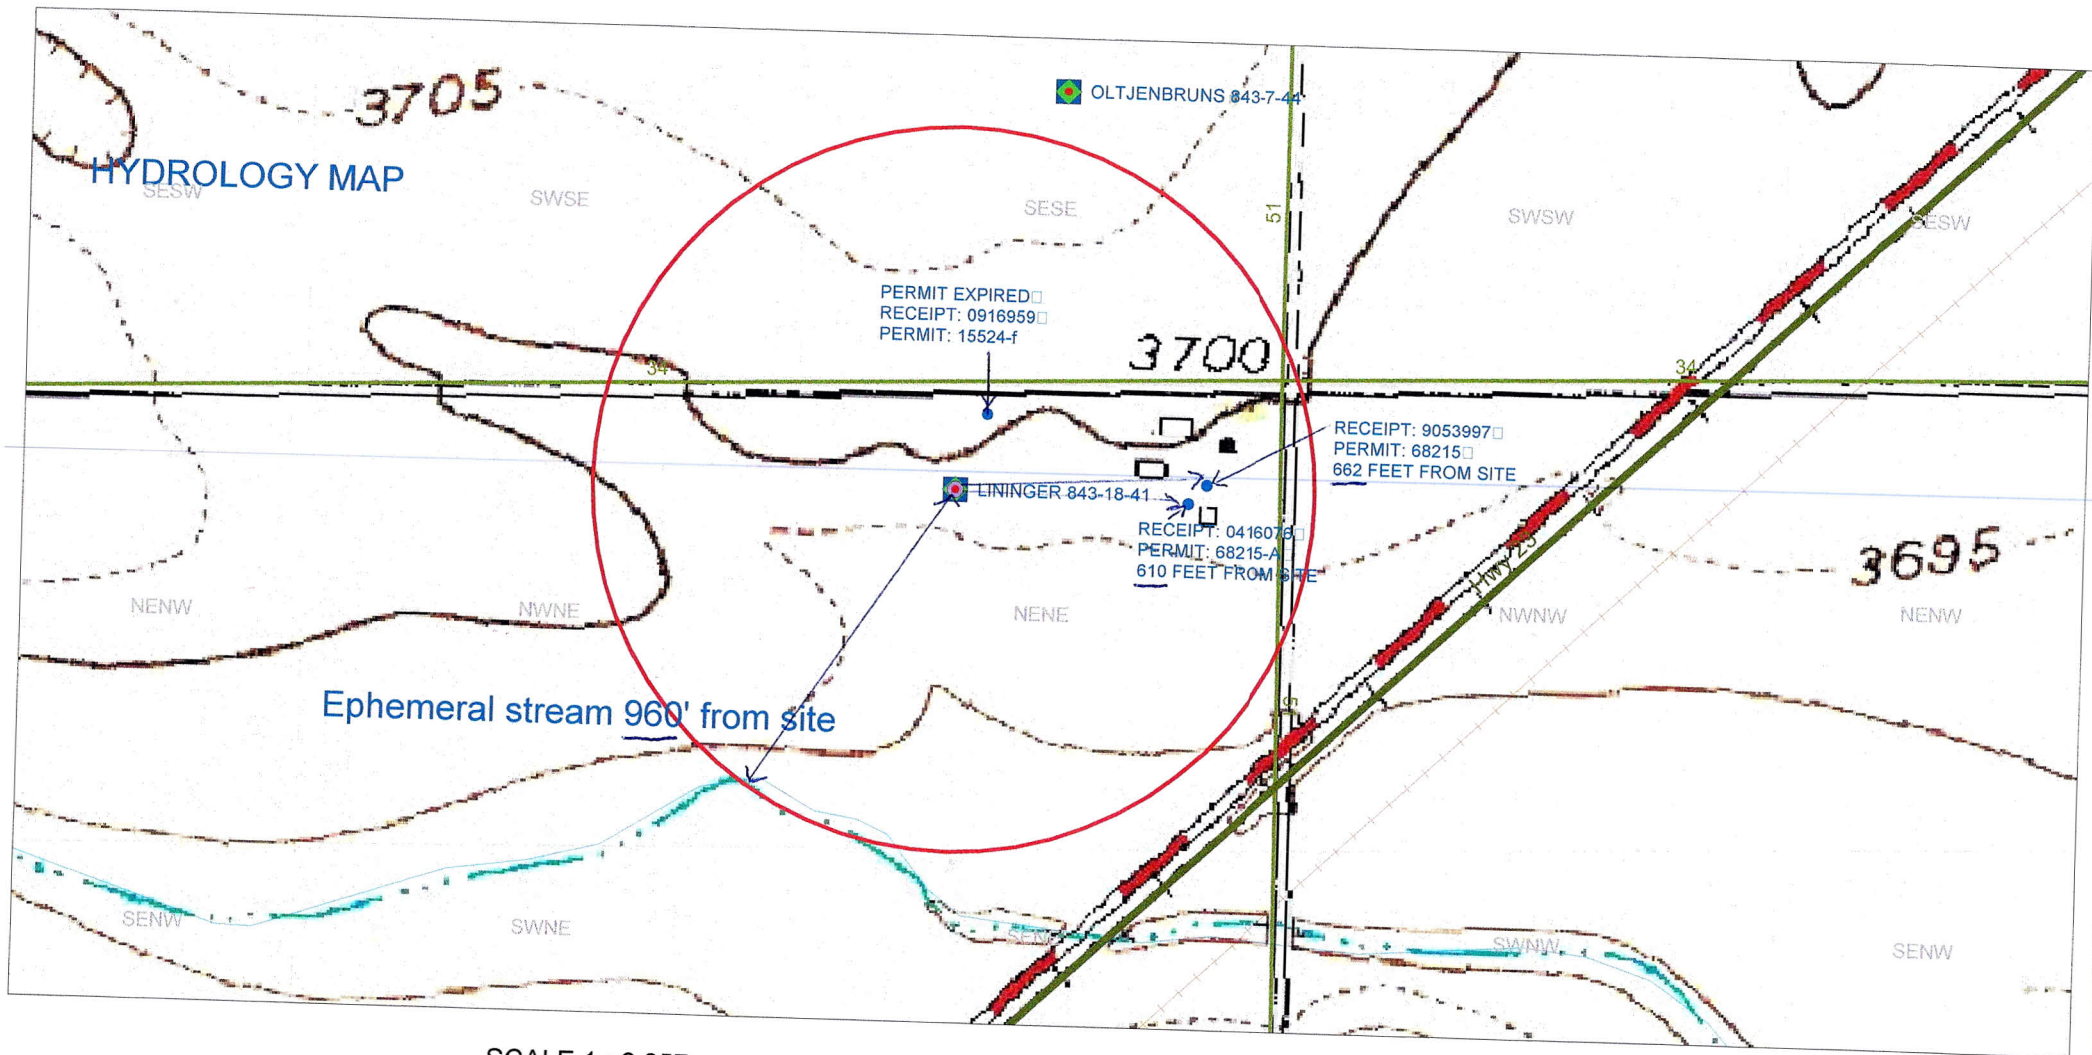 3705
OLTJENBRUNS 843-7-44
HYDROLOGY MAP
SESW
SWSE
SESE
51
SWSW
SESW
PERMIT EXPIRED
RECEIPT: 0916959
PERMIT: 15524-f
3700
34
34
RECEIPT: 9053997
PERMIT: 68215
662 FEET FROM SITE
LININGER 843-18-41
RECEIPT: 0416076
PERMIT: 68215-A
610 FEET FROM SITE
Hwy 23
3695
NENW
NWNE
NENE
NWNW
NENW
Ephemeral stream 960' from site
SENW
SWNE
SWNW
SENW